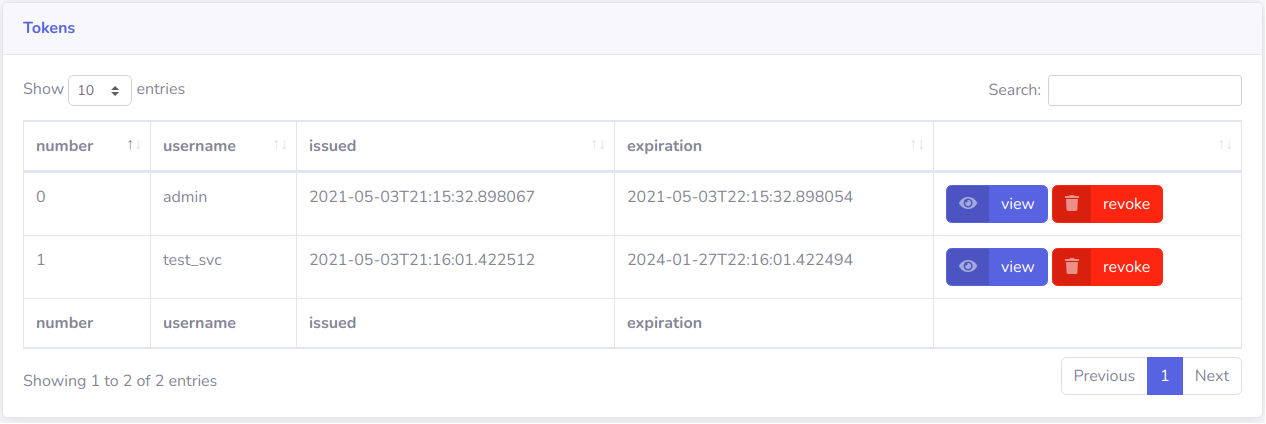 Tokens
Show 10 entries Search:
number username issued expiration
0 admin 2021-05-03T21:15:32.898067 2021-05-03T22:15:32.898054 view revoke
1 test_svc 2021-05-03T21:16:01.422512 2024-01-27T22:16:01.422494 view revoke
number username issued expiration
Showing 1 to 2 of 2 entries Previous 1 Next